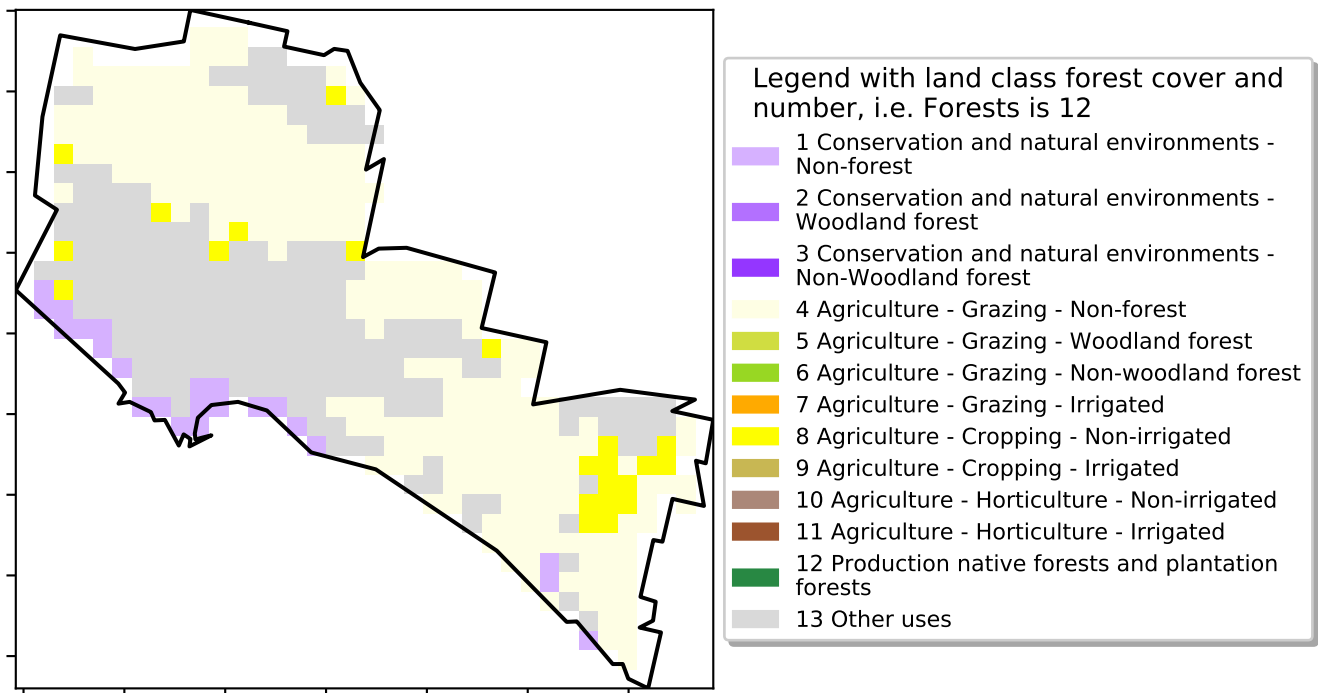 Legend with land class forest cover and
number, i.e. Forests is 12
1 Conservation and natural environments -
Non-forest
2 Conservation and natural environments -
Woodland forest
3 Conservation and natural environments -
Non-Woodland forest
4 Agriculture - Grazing - Non-forest
5 Agriculture - Grazing - Woodland forest
6 Agriculture - Grazing - Non-woodland forest
7 Agriculture - Grazing - Irrigated
8 Agriculture - Cropping - Non-irrigated
9 Agriculture - Cropping - Irrigated
10 Agriculture - Horticulture - Non-irrigated
11 Agriculture - Horticulture - Irrigated
12 Production native forests and plantation
forests
13 Other uses